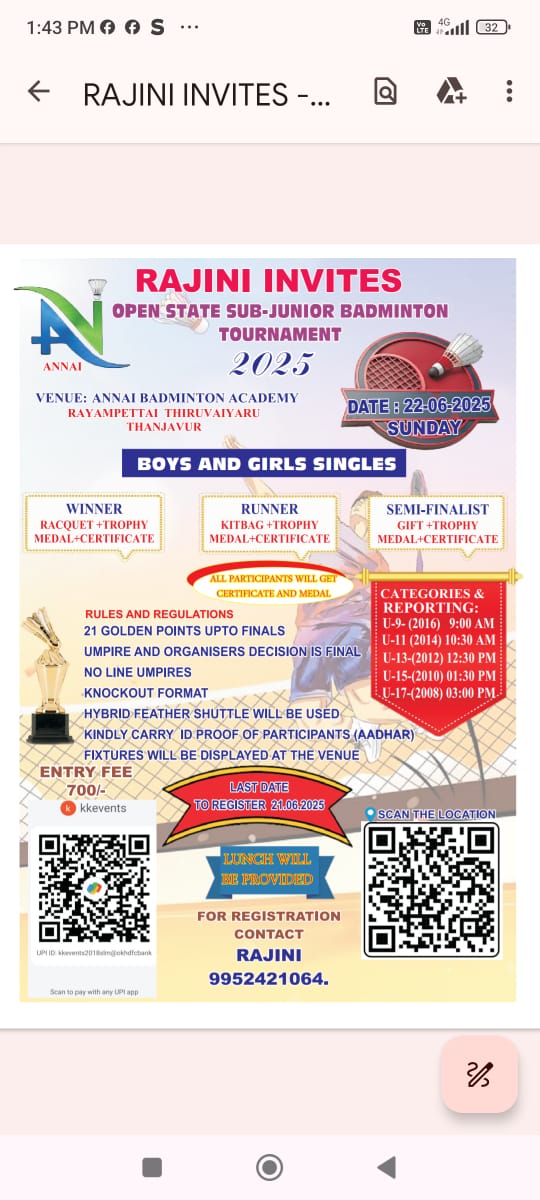 1:43 PM
Vo LTE 4G 32
RAJINI INVITES -...
RAJINI INVITES
OPEN STATE SUB-JUNIOR BADMINTON
TOURNAMENT
2025
ANNAI
VENUE: ANNAI BADMINTON ACADEMY
RAYAMPETTAI THIRUVAIYARU
THANJAVUR
DATE : 22-06-2025
SUNDAY
BOYS AND GIRLS SINGLES
WINNER
RACQUET +TROPHY
MEDAL+CERTIFICATE
RUNNER
KITBAG +TROPHY
MEDAL+CERTIFICATE
SEMI-FINALIST
GIFT +TROPHY
MEDAL+CERTIFICATE
ALL PARTICIPANTS WILL GET
CERTIFICATE AND MEDAL
CATEGORIES &
REPORTING:
U-9- (2016) 9:00 AM
U-11 (2014) 10:30 AM
U-13-(2012) 12:30 PM
U-15-(2010) 01:30 PM
U-17-(2008) 03:00 PM
RULES AND REGULATIONS
21 GOLDEN POINTS UPTO FINALS
UMPIRE AND ORGANISERS DECISION IS FINAL
NO LINE UMPIRES
KNOCKOUT FORMAT
HYBRID FEATHER SHUTTLE WILL BE USED
KINDLY CARRY ID PROOF OF PARTICIPANTS (AADHAR)
FIXTURES WILL BE DISPLAYED AT THE VENUE
ENTRY FEE
700/-
k kkevents
UPI ID: kkevents2018slm@okhdfcbank
Scan to pay with any UPI app
LAST DATE
TO REGISTER 21.06.2025
LUNCH WILL
BE PROVIDED
SCAN THE LOCATION
FOR REGISTRATION
CONTACT
RAJINI
9952421064.